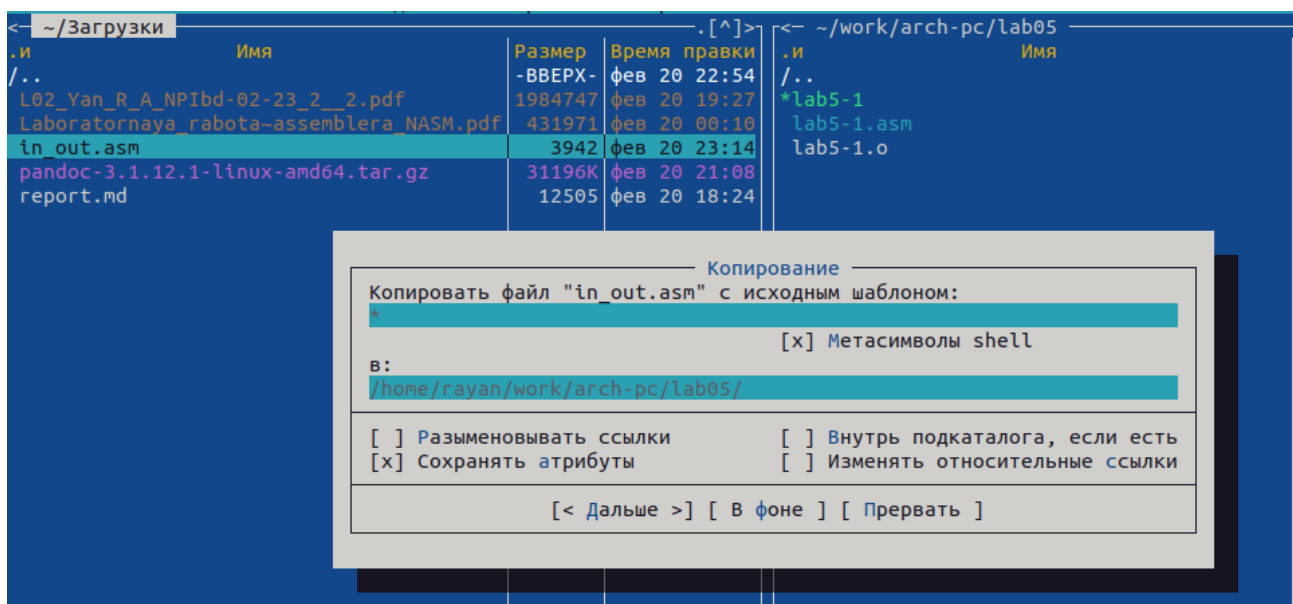 <─ ~/Загрузки ─.[^]>┐┌<─ ~/work/arch-pc/lab05 ─
.и Имя Размер Время правки .и Имя
/.. -ВВЕРХ- фев 20 22:54 /..
L02_Yan_R_A_NPIbd-02-23_2__2.pdf 1984747 фев 20 19:27 *lab5-1
Laboratornaya_rabota~assemblera_NASM.pdf 431971 фев 20 00:10 lab5-1.asm
in_out.asm 3942 фев 20 23:14 lab5-1.o
pandoc-3.1.12.1-linux-amd64.tar.gz 31196K фев 20 21:08
report.md 12505 фев 20 18:24
Копирование
Копировать файл "in_out.asm" с исходным шаблоном:
*
[x] Метасимволы shell
в:
/home/rayan/work/arch-pc/lab05/
[ ] Разыменовывать ссылки [ ] Внутрь подкаталога, если есть
[x] Сохранять атрибуты [ ] Изменять относительные ссылки
[< Дальше >] [ В фоне ] [ Прервать ]